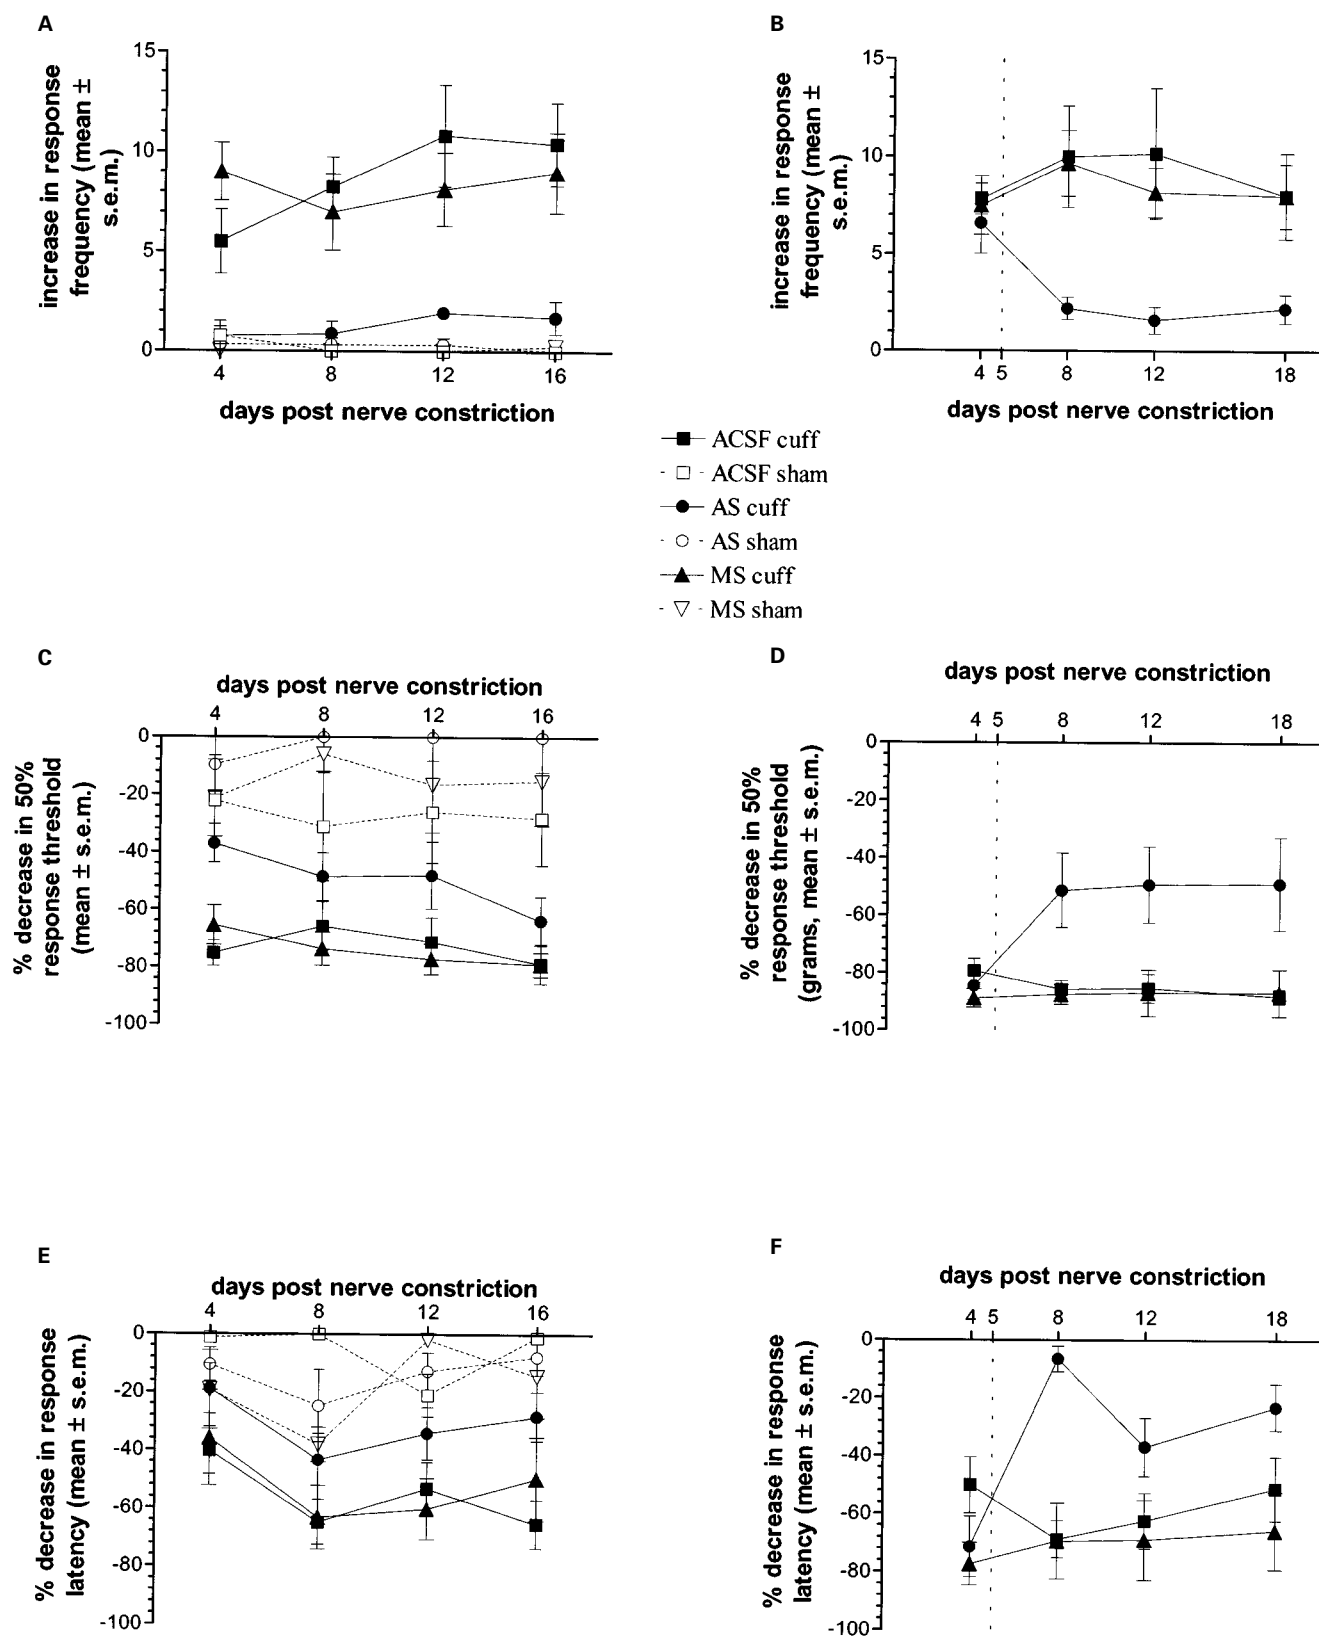 A
increase in response
frequency (mean ±
s.e.m.)
15
10
5
0
4 8 12 16
days post nerve constriction
B
increase in response
frequency (mean ±
s.e.m.)
15
10
5
0
4 5 8 12 18
days post nerve constriction
ACSF cuff
ACSF sham
AS cuff
AS sham
MS cuff
MS sham
C
days post nerve constriction
4 8 12 16
% decrease in 50%
response threshold
(mean ± s.e.m.)
0
-20
-40
-60
-80
-100
D
days post nerve constriction
4 5 8 12 18
% decrease in 50%
response threshold
(grams, mean ± s.e.m.)
0
-20
-40
-60
-80
-100
E
days post nerve constriction
4 8 12 16
% decrease in response
latency (mean ± s.e.m.)
0
-20
-40
-60
-80
-100
F
days post nerve constriction
4 5 8 12 18
% decrease in response
latency (mean ± s.e.m.)
0
-20
-40
-60
-80
-100